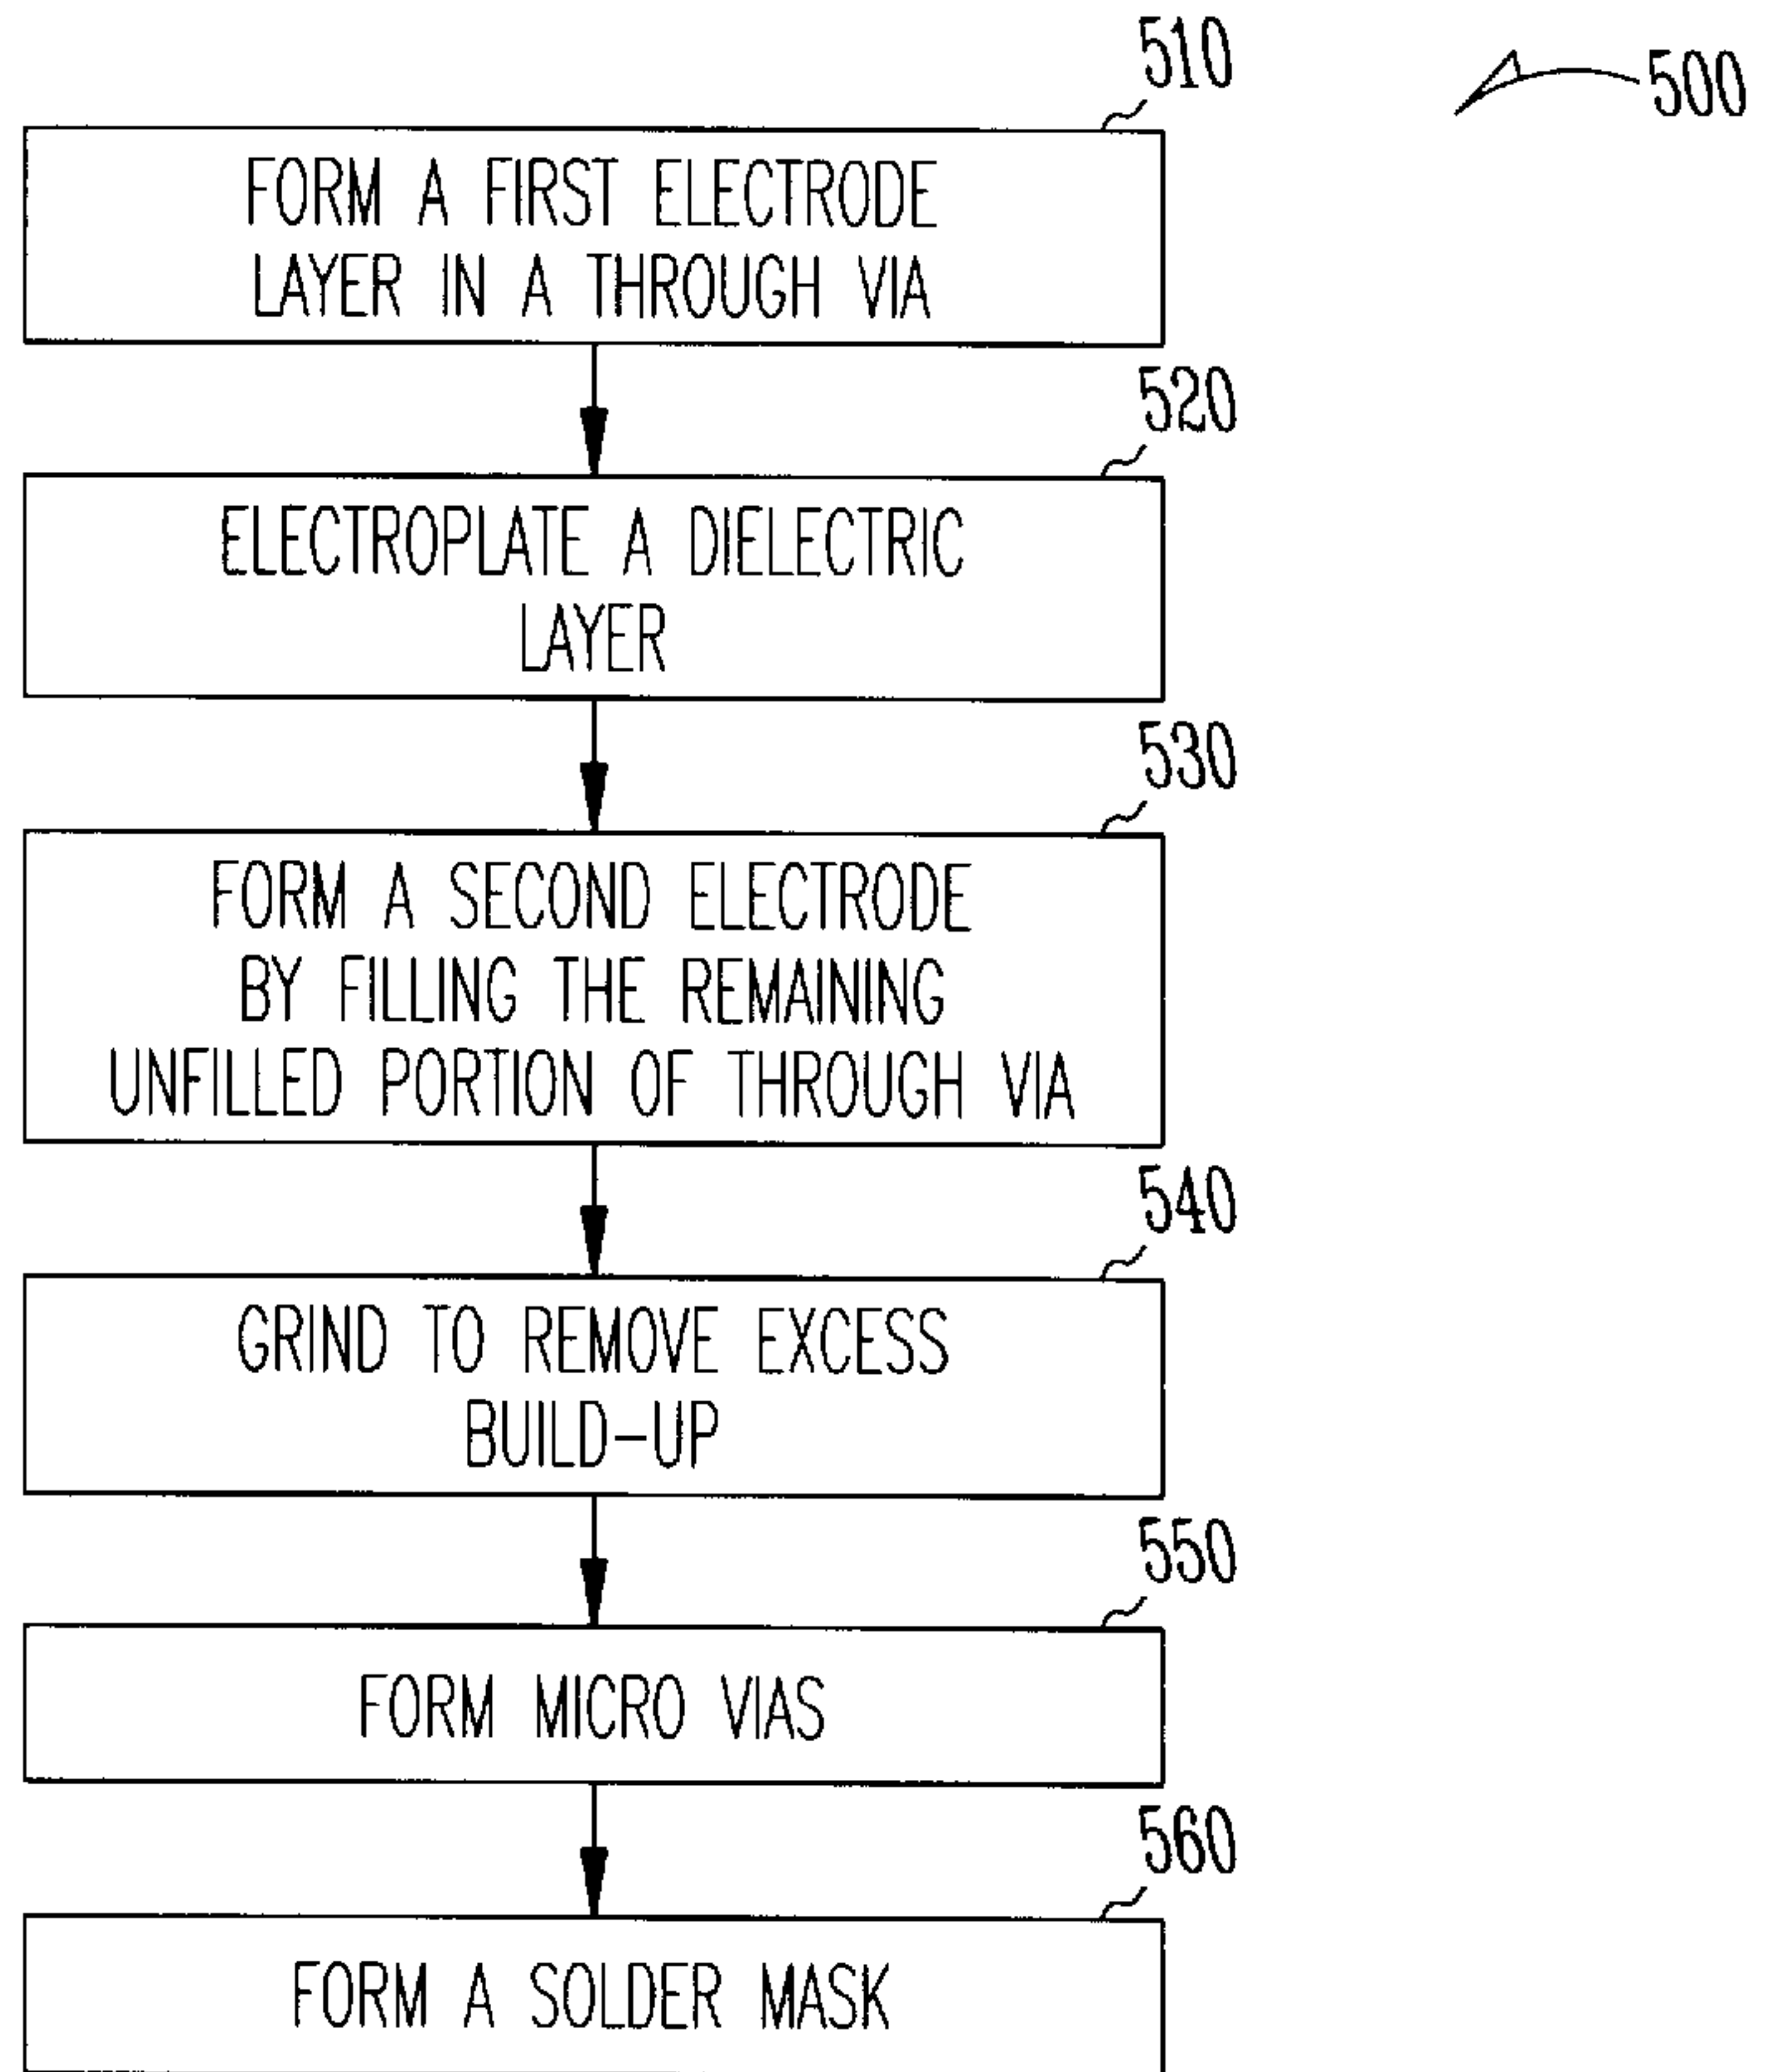 510
500
FORM A FIRST ELECTRODE
LAYER IN A THROUGH VIA
520
ELECTROPLATE A DIELECTRIC
LAYER
530
FORM A SECOND ELECTRODE
BY FILLING THE REMAINING
UNFILLED PORTION OF THROUGH VIA
540
GRIND TO REMOVE EXCESS
BUILD-UP
550
FORM MICRO VIAS
560
FORM A SOLDER MASK